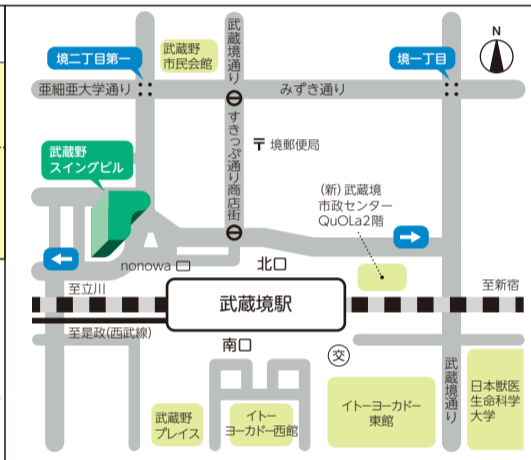 N
武蔵境通り
武蔵野
市民会館
境二丁目第一
境一丁目
亜細亜大学通り
みずき通り
すきっぷ通り商店街
〒 境郵便局
武蔵野
スイングビル
(新)武蔵境
市政センター
QuOLa2階
nonowa
北口
至立川
武蔵境駅
至新宿
至是政(西武線)
南口
交
武蔵境通り
武蔵野
プレイス
イトー
ヨーカドー西館
イトーヨーカドー
東館
日本獣医
生命科学
大学